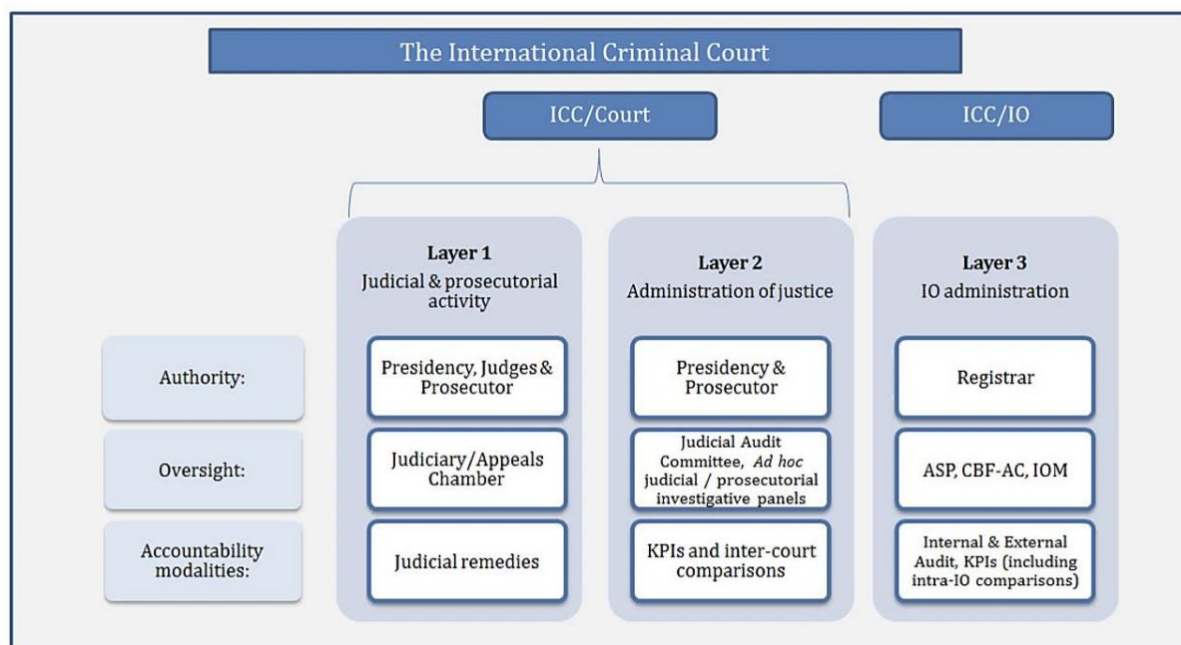 The International Criminal Court
ICC/Court
ICC/IO
Layer 1
Judicial & prosecutorial
activity
Layer 2
Administration of justice
Layer 3
IO administration
Authority:
Presidency, Judges &
Prosecutor
Presidency &
Prosecutor
Registrar
Oversight:
Judiciary/Appeals
Chamber
Judicial Audit
Committee, Ad hoc
judicial / prosecutorial
investigative panels
ASP, CBF-AC, IOM
Accountability
modalities:
Judicial remedies
KPIs and inter-court
comparisons
Internal & External
Audit, KPIs (including
intra-IO comparisons)